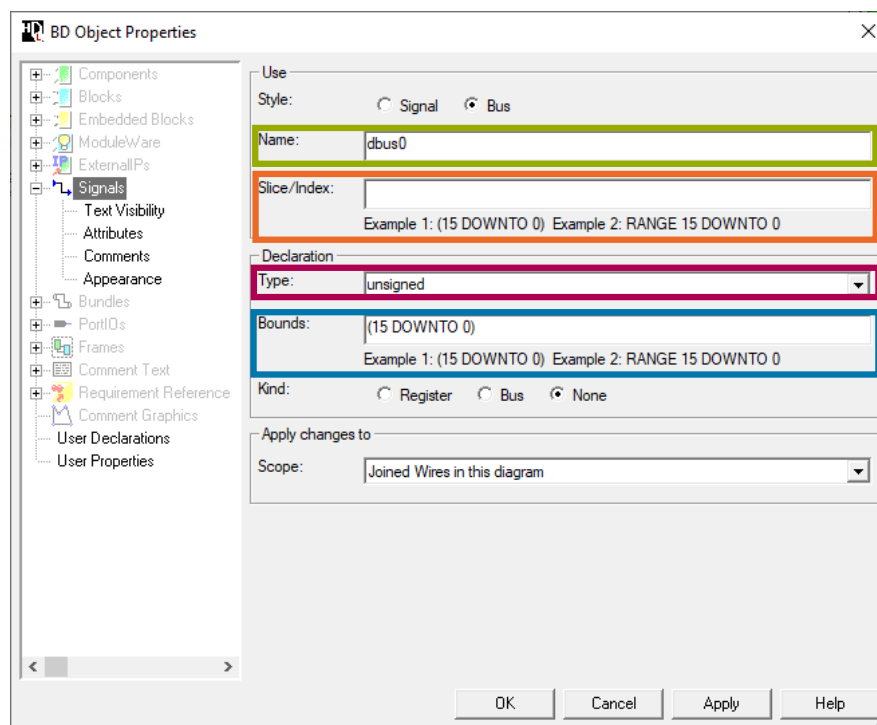 BD Object Properties
Components
Blocks
Embedded Blocks
ModuleWare
ExternalIPs
Signals
Text Visibility
Attributes
Comments
Appearance
Bundles
PortIOs
Frames
Comment Text
Requirement Reference
Comment Graphics
User Declarations
User Properties
Use
Style: Signal Bus
Name: dbus0
Slice/Index:
Example 1: (15 DOWNTO 0) Example 2: RANGE 15 DOWNTO 0
Declaration
Type: unsigned
Bounds: (15 DOWNTO 0)
Example 1: (15 DOWNTO 0) Example 2: RANGE 15 DOWNTO 0
Kind: Register Bus None
Apply changes to
Scope: Joined Wires in this diagram
OK Cancel Apply Help